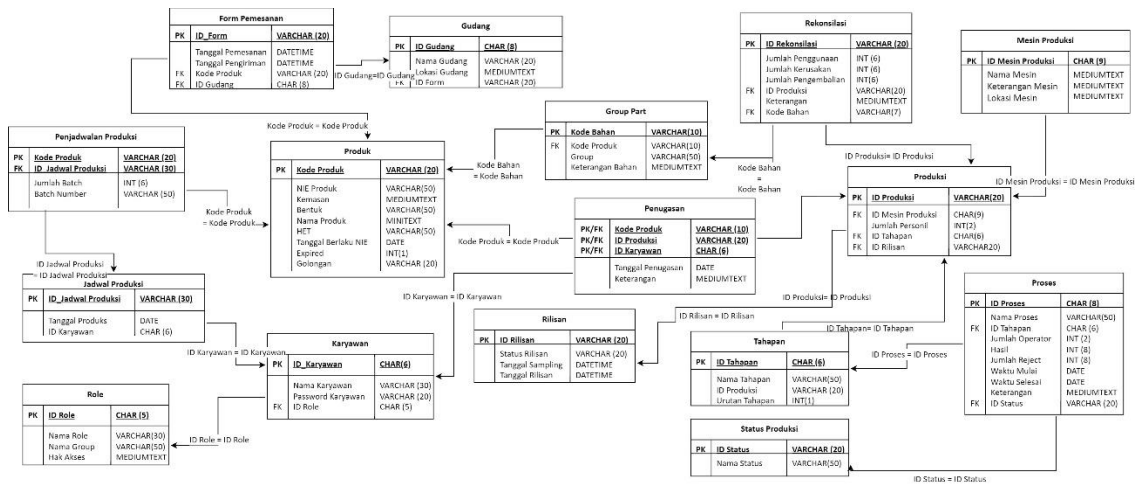 Form Pemesanan
PK ID_Form VARCHAR (20)
Tanggal Pemesanan DATETIME
Tanggal Pengiriman DATETIME
FK Kode Produk VARCHAR (20)
FK ID Gudang CHAR (8)
ID Gudang=ID Gudang
Gudang
PK ID Gudang CHAR (8)
Nama Gudang VARCHAR (20)
Lokasi Gudang MEDIUMTEXT
FK ID Form VARCHAR (20)
Rekonsilasi
PK ID Rekonsilasi VARCHAR (20)
Jumlah Penggunaan INT (6)
Jumlah Kerusakan INT (6)
Jumlah Pengembalian INT(6)
FK ID Produksi VARCHAR(20)
Keterangan MEDIUMTEXT
FK Kode Bahan VARCHAR(7)
Mesin Produksi
PK ID Mesin Produksi CHAR (9)
Nama Mesin MEDIUMTEXT
Keterangan Mesin MEDIUMTEXT
Lokasi Mesin MEDIUMTEXT
Group Part
PK Kode Bahan VARCHAR(10)
FK Kode Produk VARCHAR(10)
Group VARCHAR(50)
Keterangan Bahan MEDIUMTEXT
Kode Produk = Kode Produk
Kode Bahan
= Kode Bahan
Kode Bahan
=
Kode Bahan
ID Produksi= ID Produksi
ID Mesin Produksi = ID Mesin Produksi
Penjadwalan Produksi
PK Kode Produk VARCHAR (20)
FK ID_Jadwal Produksi VARCHAR (30)
Jumlah Batch INT (6)
Batch Number VARCHAR (50)
Kode Produk
= Kode Produk
Produk
PK Kode Produk VARCHAR (20)
NIE Produk VARCHAR(50)
Kemasan MEDIUMTEXT
Bentuk VARCHAR(50)
Nama Produk MINITEXT
HET VARCHAR(50)
Tanggal Berlaku NIE DATE
Expired INT(1)
Golongan VARCHAR (20)
Kode Produk = Kode Produk
Penugasan
PK/FK Kode Produk VARCHAR (10)
PK/FK ID Produksi VARCHAR (20)
PK/FK ID Karyawan CHAR (6)
Tanggal Penugasan DATE
Keterangan MEDIUMTEXT
Produksi
PK ID Produksi VARCHAR(20)
FK ID Mesin Produksi CHAR(9)
Jumlah Personil INT(2)
FK ID Tahapan CHAR(6)
FK ID Rilisan VARCHAR20)
ID Jadwal Produksi
= ID Jadwal Produksi
Jadwal Produksi
PK ID_Jadwal Produksi VARCHAR (30)
Tanggal Produks DATE
ID Karyawan CHAR (6)
ID Karyawan = ID Karyawan
ID Karyawan = ID Karyawan
ID Produksi= ID Produksi
ID Rilisan = ID Rilisan
ID Tahapan= ID Tahapan
ID Proses = ID Proses
Proses
PK ID Proses CHAR (8)
Nama Proses VARCHAR(50)
FK ID Tahapan CHAR (6)
Jumlah Operator INT (2)
Hasil INT (8)
Jumlah Reject INT (8)
Waktu Mulai DATE
Waktu Selesai DATE
Keterangan MEDIUMTEXT
FK ID Status VARCHAR (20)
Karyawan
PK ID_Karyawan CHAR(6)
Nama Karyawan VARCHAR (30)
Password Karyawan VARCHAR (20)
FK ID Role CHAR (5)
Rilisan
PK ID Rilisan VARCHAR (20)
Status Rilisan VARCHAR (20)
Tanggal Sampling DATETIME
Tanggal Rilisan DATETIME
Tahapan
PK ID Tahapan CHAR (6)
Nama Tahapan VARCHAR(50)
ID Produksi VARCHAR (20)
Urutan Tahapan INT(1)
Role
PK ID Role CHAR (5)
Nama Role VARCHAR(30)
Nama Group VARCHAR(50)
Hak Akses MEDIUMTEXT
ID Role = ID Role
Status Produksi
PK ID Status VARCHAR (20)
Nama Status VARCHAR(50)
ID Status = ID Status